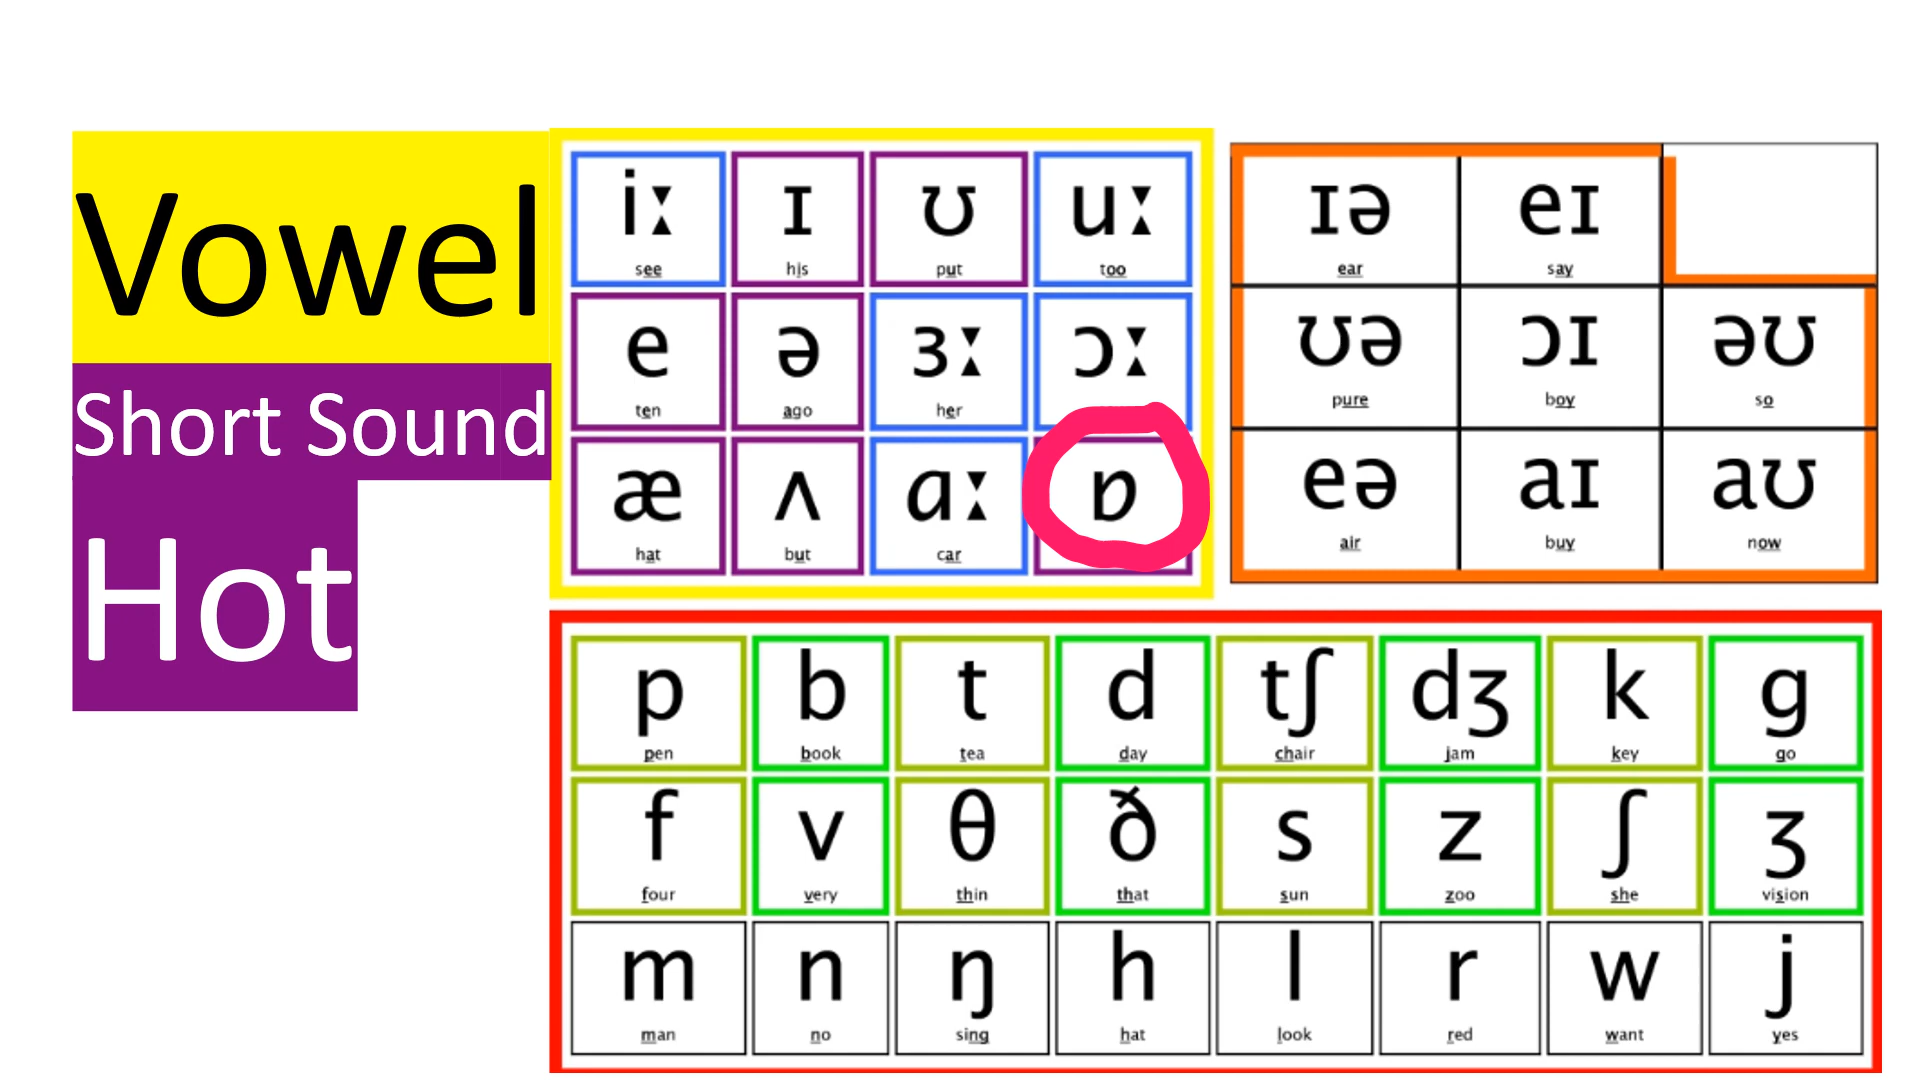 Vowel
Short Sound
Hot
iː ɪ ʊ uː
see his put too
e ə ɜː ɔː
ten ago her
æ ʌ ɑː ɒ
hat but car
ɪə eɪ
ear say
ʊə ɔɪ əʊ
pure boy so
eə aɪ aʊ
air buy now
p b t d tʃ dʒ k g
pen book tea day chair jam key go
f v θ ð s z ʃ ʒ
four very thin that sun zoo she vision
m n ŋ h l r w j
man no sing hat look red want yes